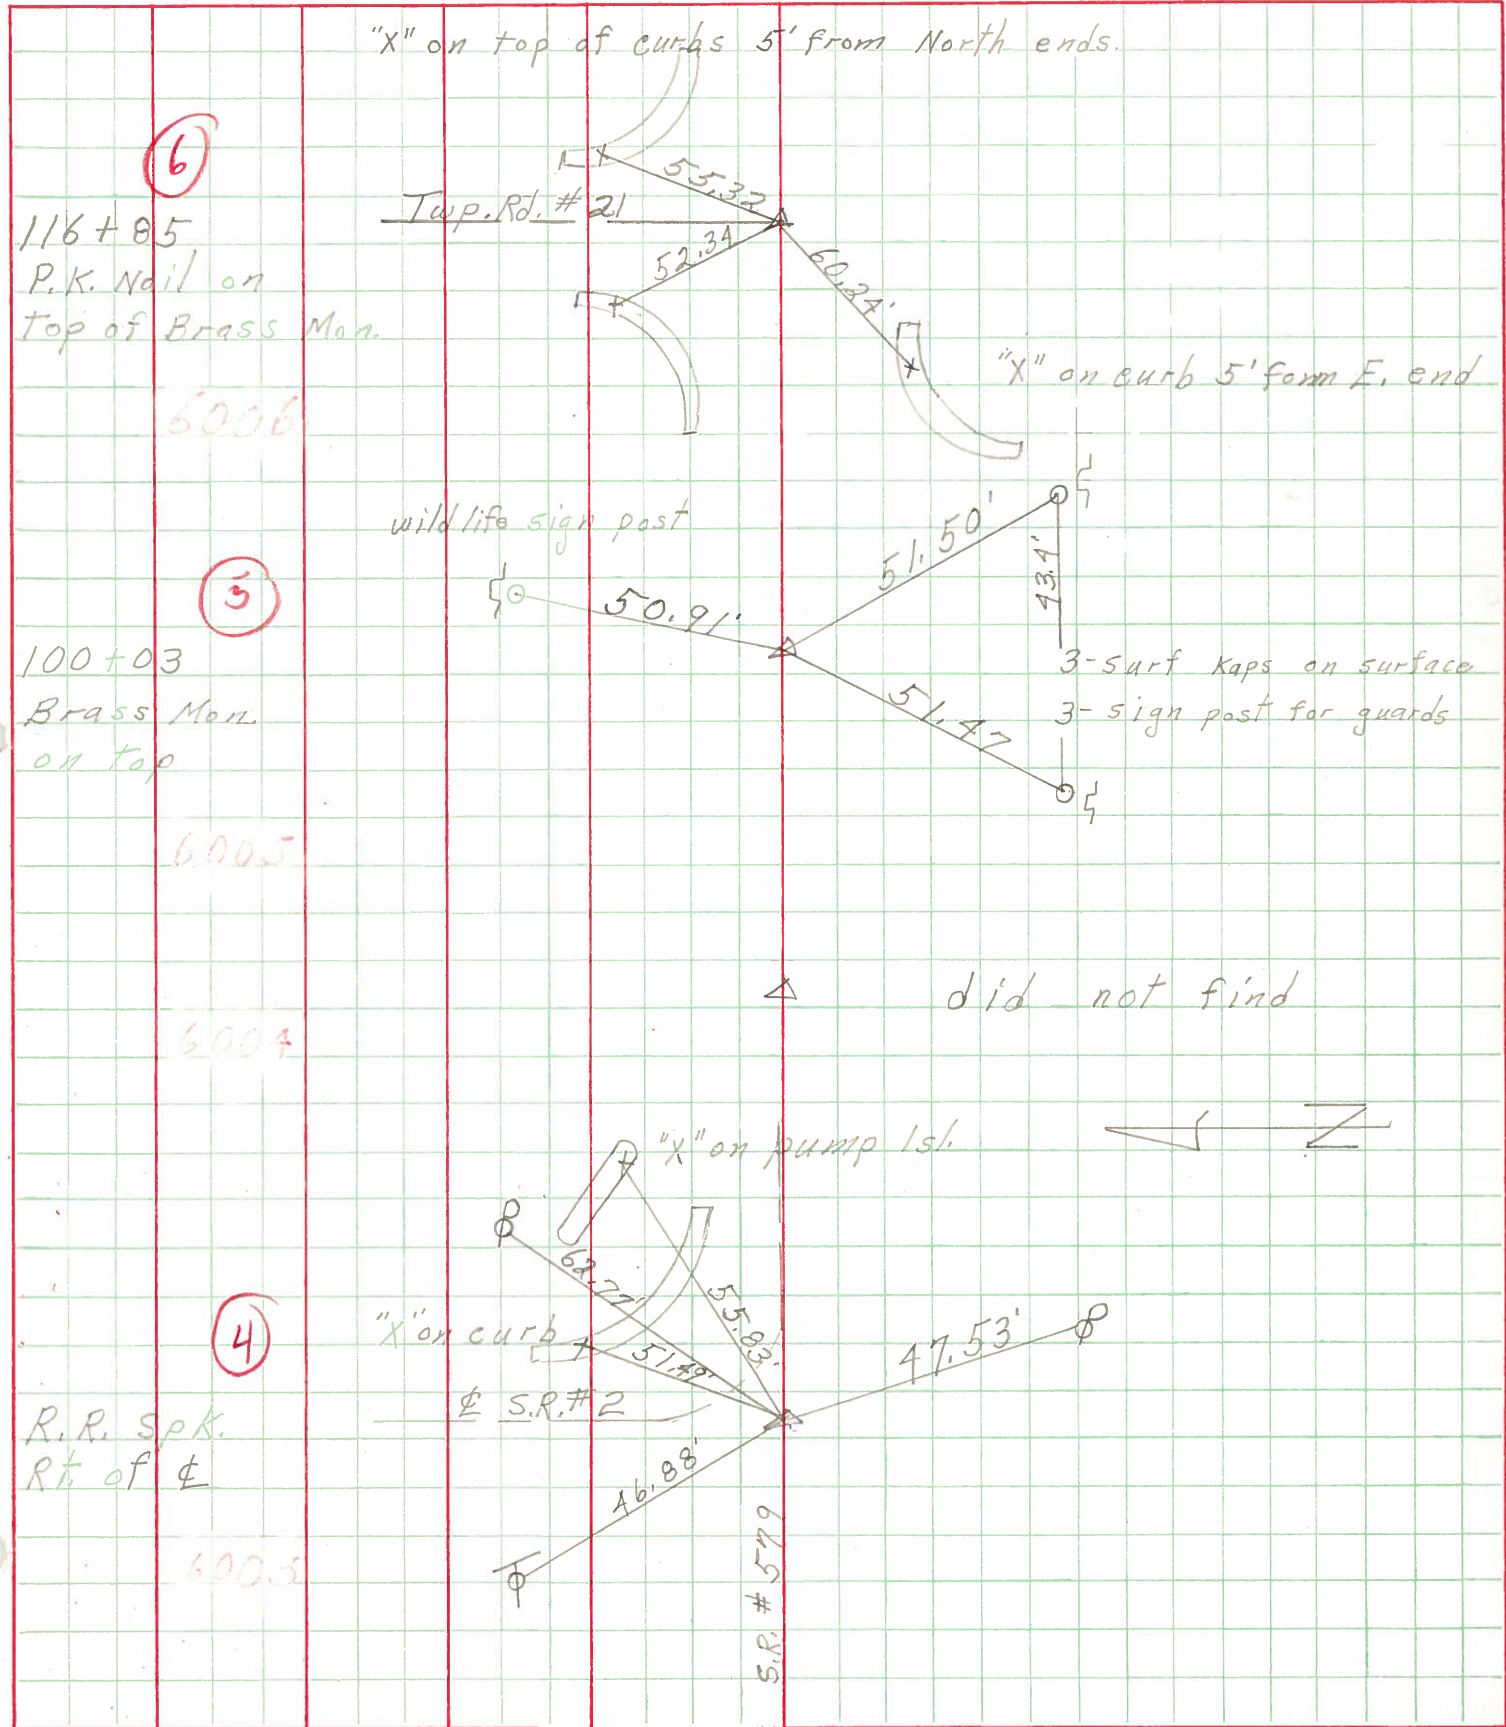 "X" on top of curbs 5' from North ends.
6
55.32
Twp. Rd. # 21
116 + 85
52.34
60.24'
P.K. Nail on
top of Brass Mon.
"X" on curb 5' form E. end
6006
wild life sign post
51.50'
43.4'
5
50.91'
100 + 03
3-surf Kaps on surface
Brass Mon.
51.47
3- sign post for guards
on top
6005
did not find
6004
N
"X" on pump Isl.
62.77'
55.83'
4
"X" on curb
51.49'
47.53'
℄ S.R. # 2
R.R. Spk.
Rt. of ℄
46.88'
S.R. # 579